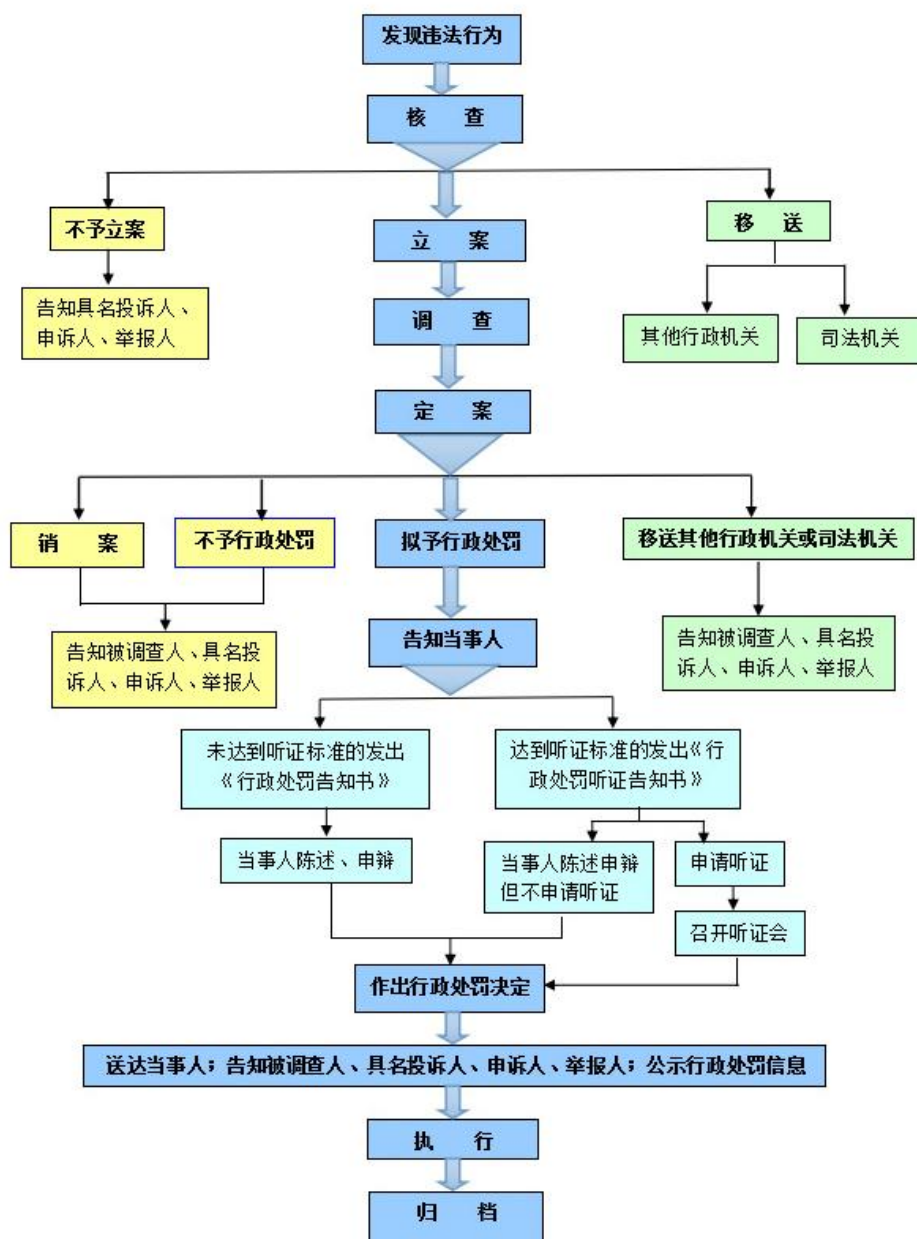 发现违法行为
核 查
不予立案
立 案
移 送
告知具名投诉人、
申诉人、举报人
调 查
其他行政机关
司法机关
定 案
销 案
不予行政处罚
拟予行政处罚
移送其他行政机关或司法机关
告知被调查人、具名投
诉人、申诉人、举报人
告知当事人
告知被调查人、具名投
诉人、申诉人、举报人
未达到听证标准的发出
《行政处罚告知书》
达到听证标准的发出《行
政处罚听证告知书》
当事人陈述、申辩
当事人陈述申辩
但不申请听证
申请听证
召开听证会
作出行政处罚决定
送达当事人；告知被调查人、具名投诉人、申诉人、举报人；公示行政处罚信息
执 行
归 档